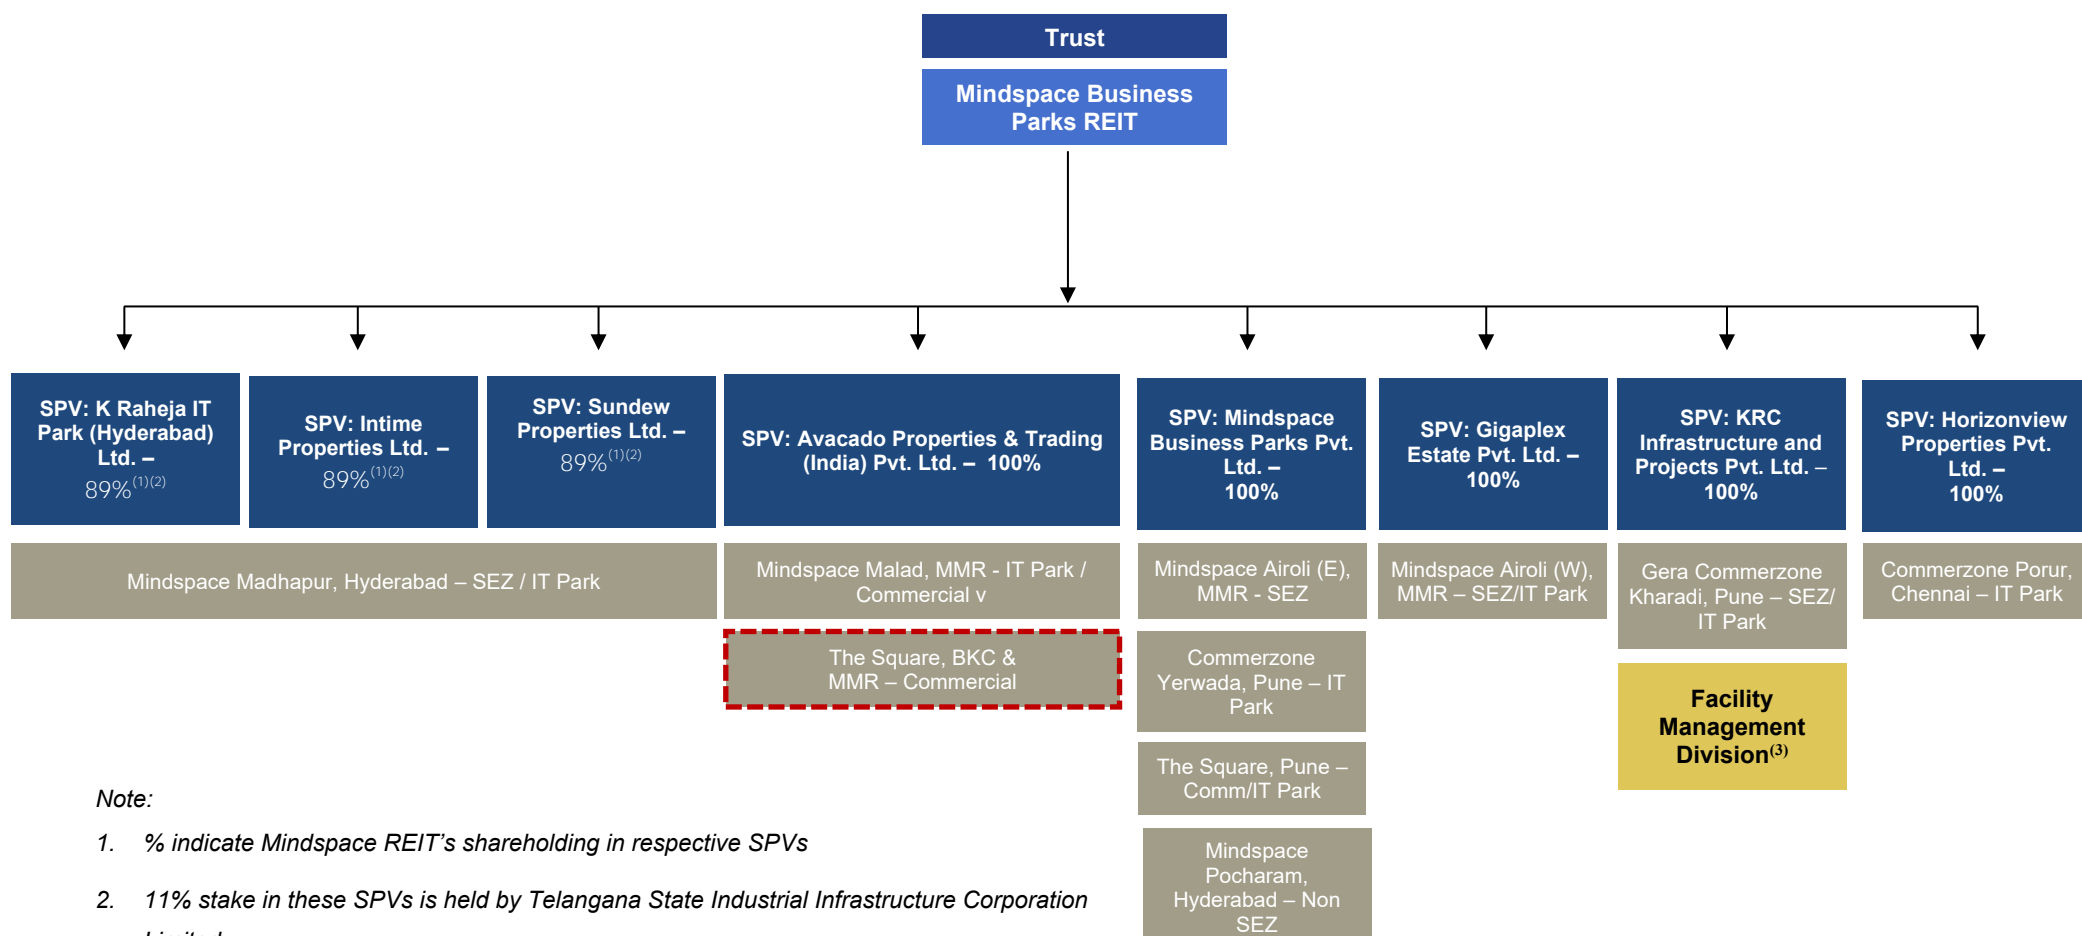 Trust
Mindspace Business
Parks REIT
SPV: K Raheja IT
Park (Hyderabad)
Ltd. –
89%(1)(2)
SPV: Intime
Properties Ltd. –
89%(1)(2)
SPV: Sundew
Properties Ltd. –
89%(1)(2)
SPV: Avacado Properties & Trading
(India) Pvt. Ltd. – 100%
SPV: Mindspace
Business Parks Pvt.
Ltd. –
100%
SPV: Gigaplex
Estate Pvt. Ltd. –
100%
SPV: KRC
Infrastructure and
Projects Pvt. Ltd. –
100%
SPV: Horizonview
Properties Pvt.
Ltd. –
100%
Mindspace Madhapur, Hyderabad – SEZ / IT Park
Mindspace Malad, MMR - IT Park /
Commercial v
Mindspace Airoli (E),
MMR - SEZ
Mindspace Airoli (W),
MMR – SEZ/IT Park
Gera Commerzone
Kharadi, Pune – SEZ/
IT Park
Commerzone Porur,
Chennai – IT Park
The Square, BKC &
MMR – Commercial
Commerzone
Yerwada, Pune – IT
Park
Facility
Management
Division(3)
The Square, Pune –
Comm/IT Park
Mindspace
Pocharam,
Hyderabad – Non
SEZ
Note:
1. % indicate Mindspace REIT's shareholding in respective SPVs
2. 11% stake in these SPVs is held by Telangana State Industrial Infrastructure Corporation
Limited